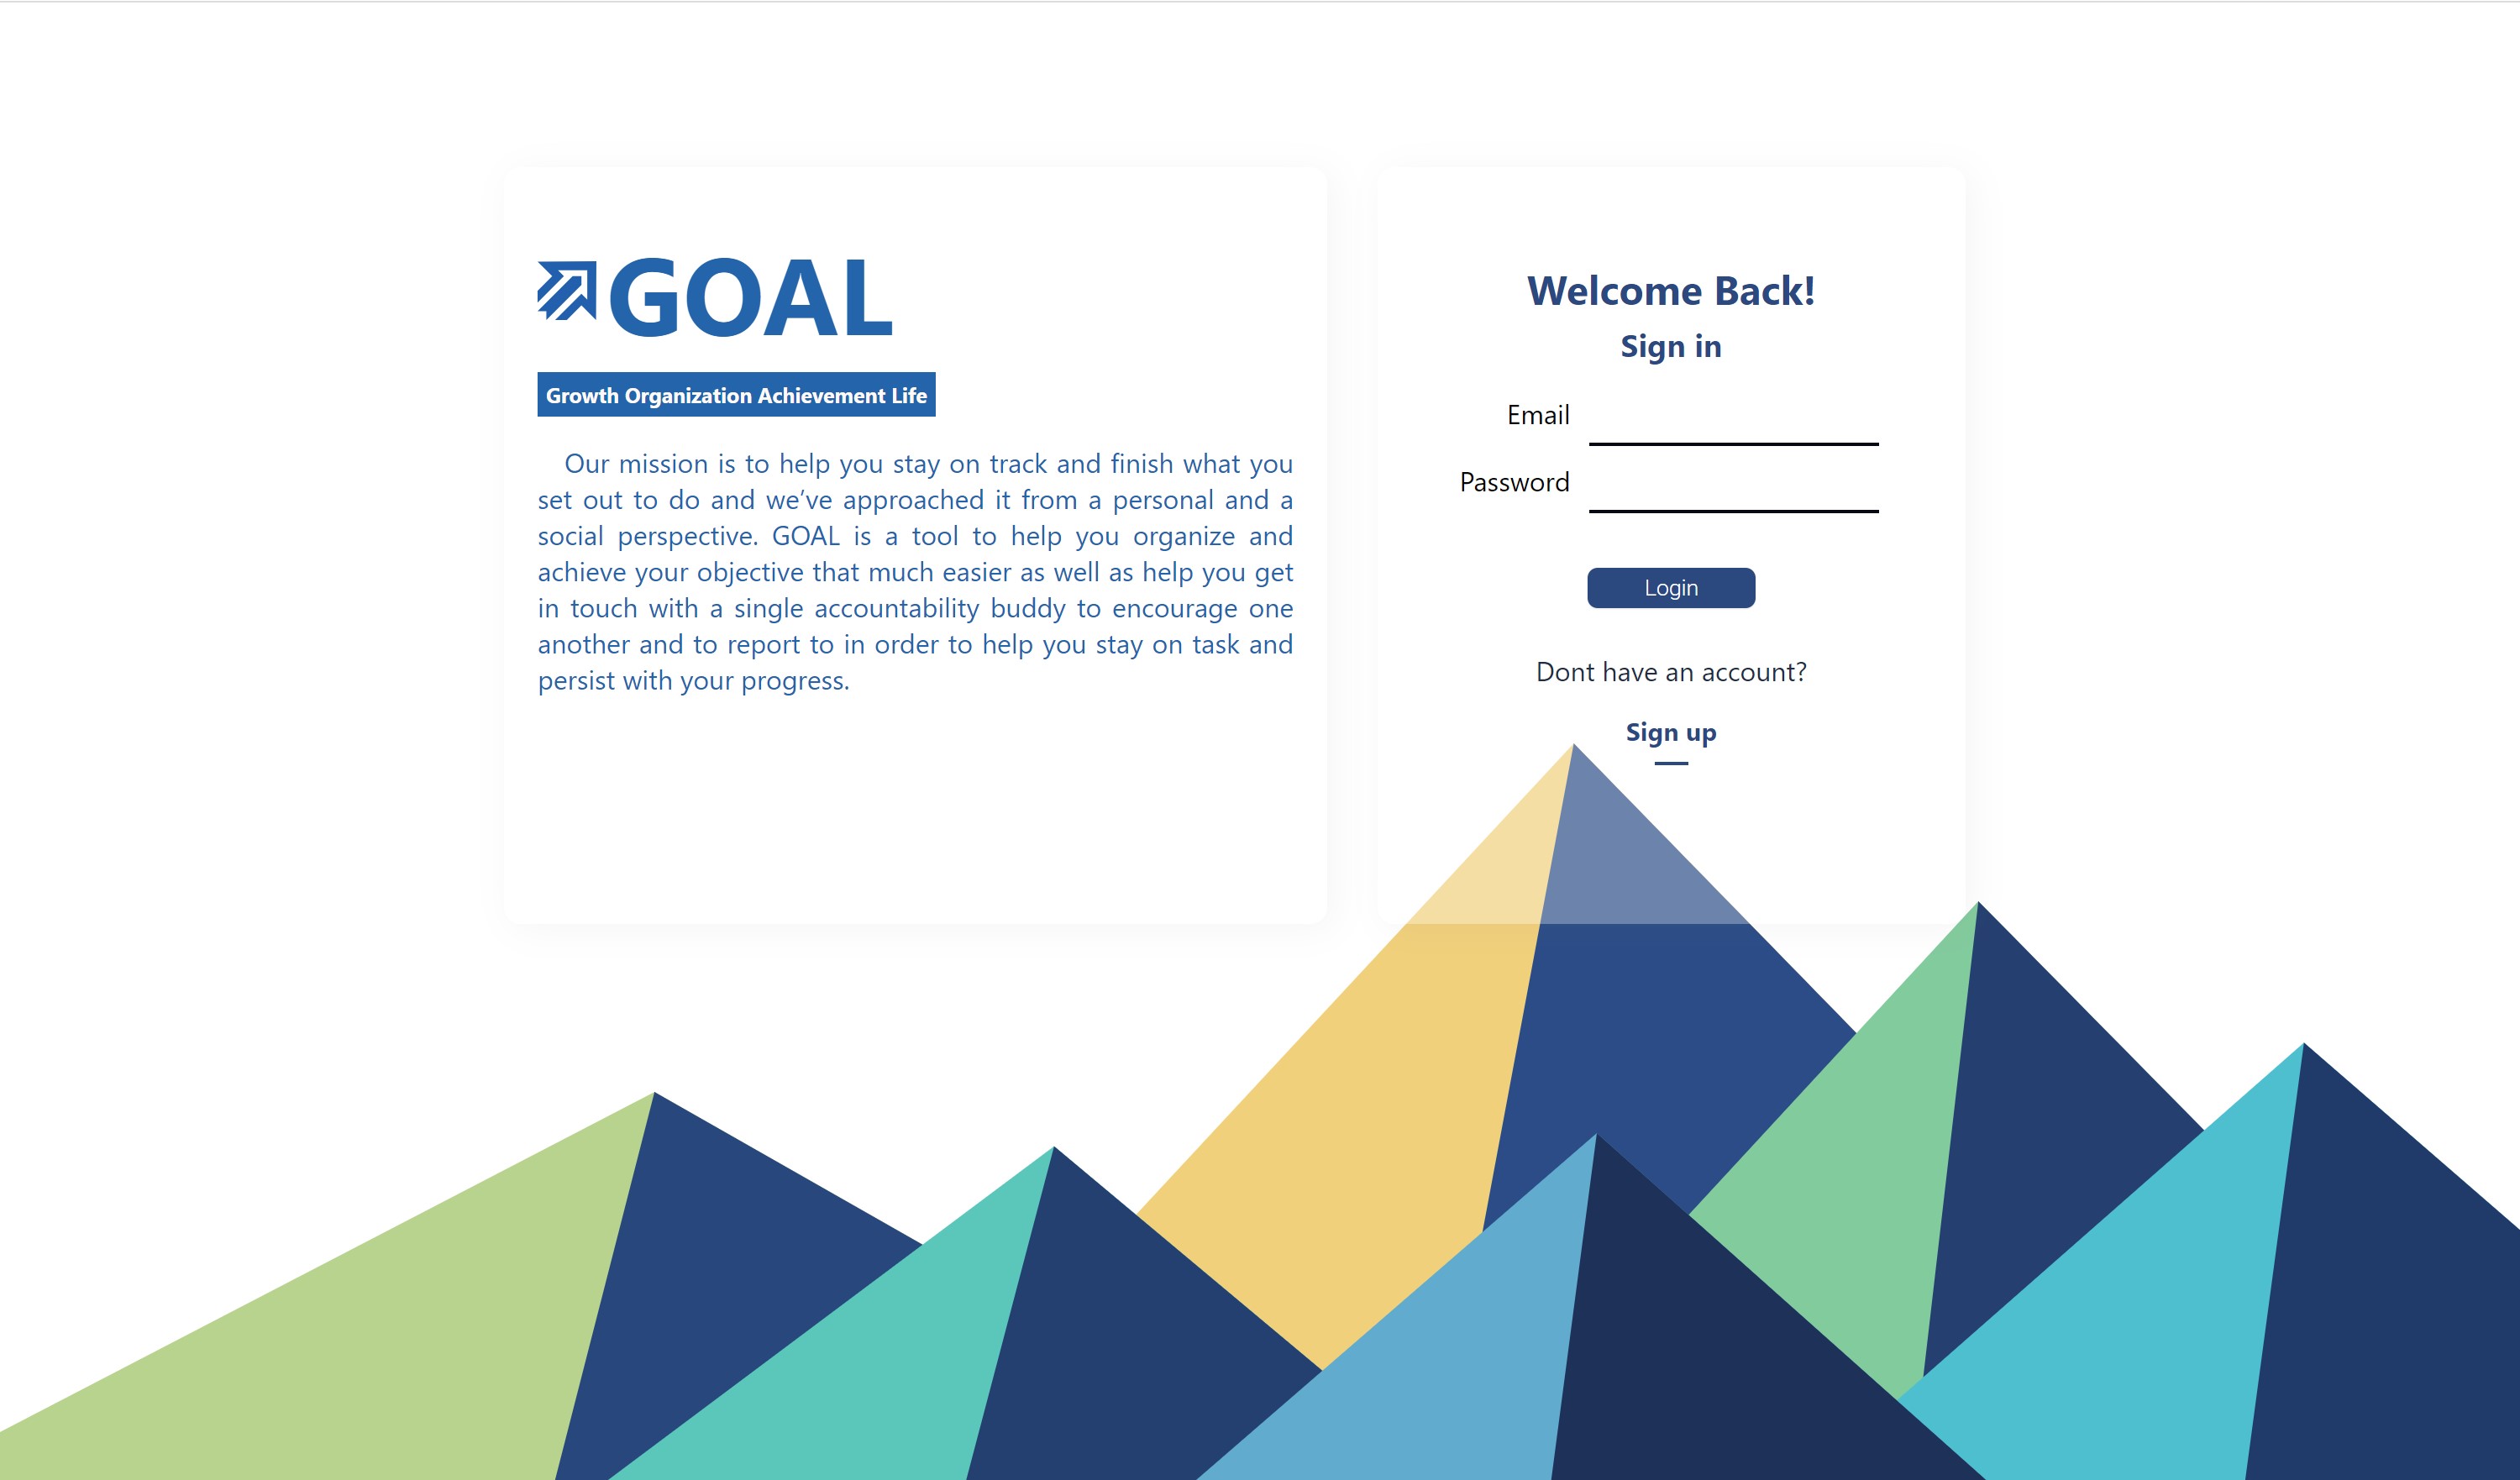 GOAL
Growth Organization Achievement Life
Our mission is to help you stay on track and finish what you
set out to do and we’ve approached it from a personal and a
social perspective. GOAL is a tool to help you organize and
achieve your objective that much easier as well as help you get
in touch with a single accountability buddy to encourage one
another and to report to in order to help you stay on task and
persist with your progress.
Welcome Back!
Sign in
Email
Password
Login
Dont have an account?
Sign up